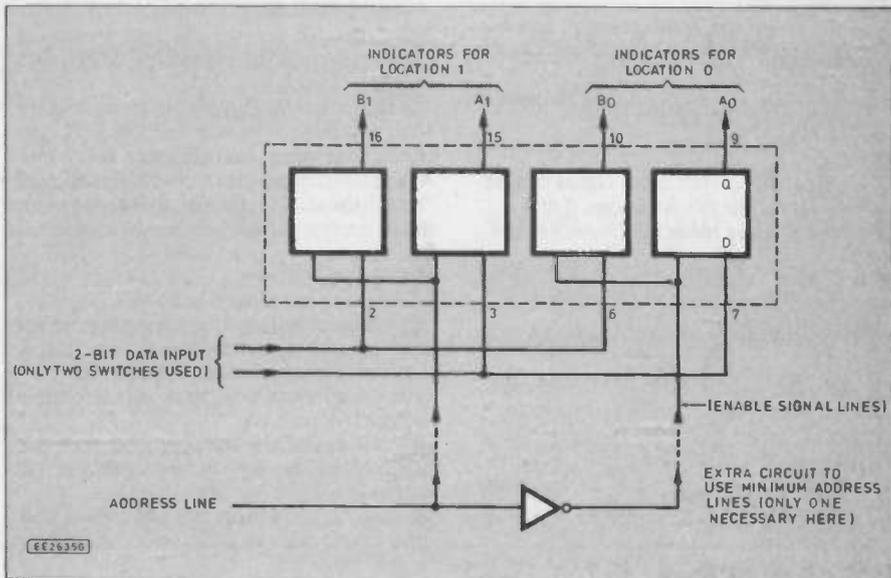 INDICATORS FOR
LOCATION 1
INDICATORS FOR
LOCATION 0
B1
A1
B0
A0
16
15
10
9
Q
D
2
3
6
7
2-BIT DATA INPUT
(ONLY TWO SWITCHES USED)
(ENABLE SIGNAL LINES)
ADDRESS LINE
EXTRA CIRCUIT TO
USE MINIMUM ADDRESS
LINES (ONLY ONE
NECESSARY HERE)
EE2635G